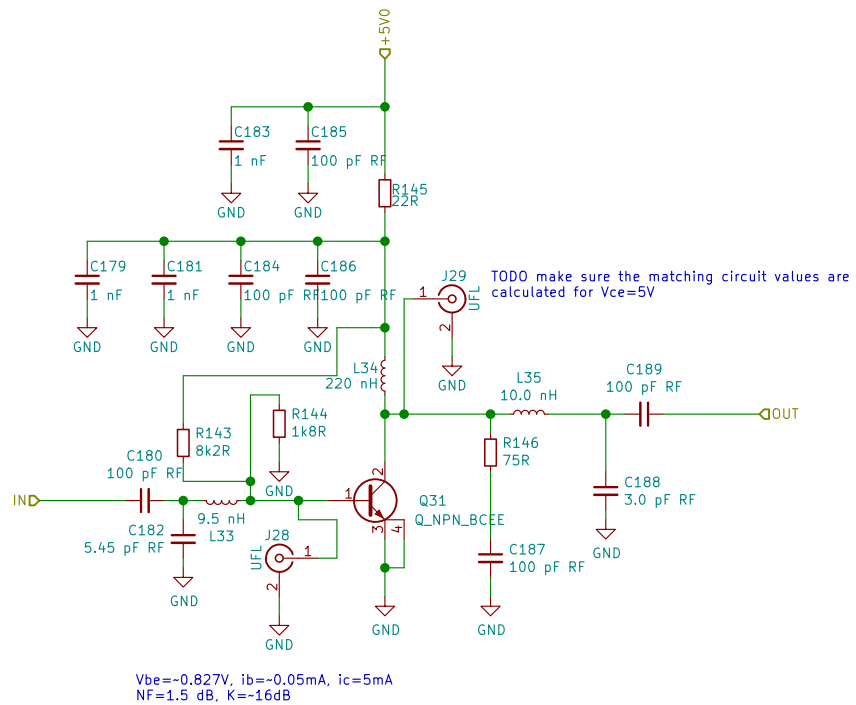 +5V0
C183
1 nF
C185
100 pF RF
GND
GND
R145
22R
C179
1 nF
C181
1 nF
C184
100 pF RF
C186
100 pF RF
GND
GND
GND
GND
J29
1
2
UFL
GND
TODO make sure the matching circuit values are
calculated for Vce=5V
L34
220 nH
L35
10.0 nH
C189
100 pF RF
OUT
R143
8k2R
R144
1k8R
GND
R146
75R
C180
100 pF RF
IN
C182
5.45 pF RF
GND
9.5 nH
L33
J28
1
2
UFL
GND
1
2
3
4
Q31
Q_NPN_BCEE
GND
C187
100 pF RF
GND
C188
3.0 pF RF
GND
Vbe=~0.827V, ib=~0.05mA, ic=5mA
NF=1.5 dB, K=~16dB